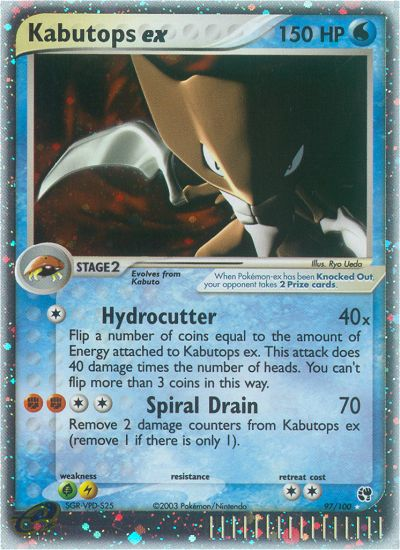 Kabutops ex
150 HP
Illus. Ryo Ueda
STAGE2
Evolves from
Kabuto
When Pokémon-ex has been Knocked Out,
your opponent takes 2 Prize cards.
Hydrocutter 40x
Flip a number of coins equal to the amount of
Energy attached to Kabutops ex. This attack does
40 damage times the number of heads. You can't
flip more than 3 coins in this way.
Spiral Drain 70
Remove 2 damage counters from Kabutops ex
(remove 1 if there is only 1).
weakness resistance retreat cost
SGR-VPD-S25 ©2003 Pokémon/Nintendo 97/100